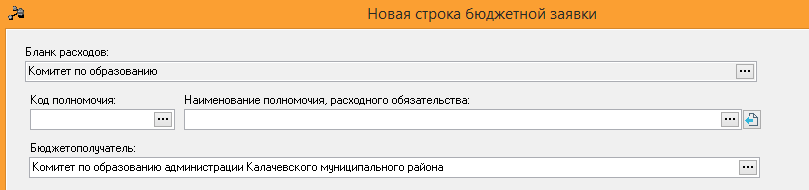 Новая строка бюджетной заявки
Бланк расходов:
Комитет по образованию
Код полномочия: Наименование полномочия, расходного обязательства:
Бюджетополучатель:
Комитет по образованию администрации Калачевского муниципального района